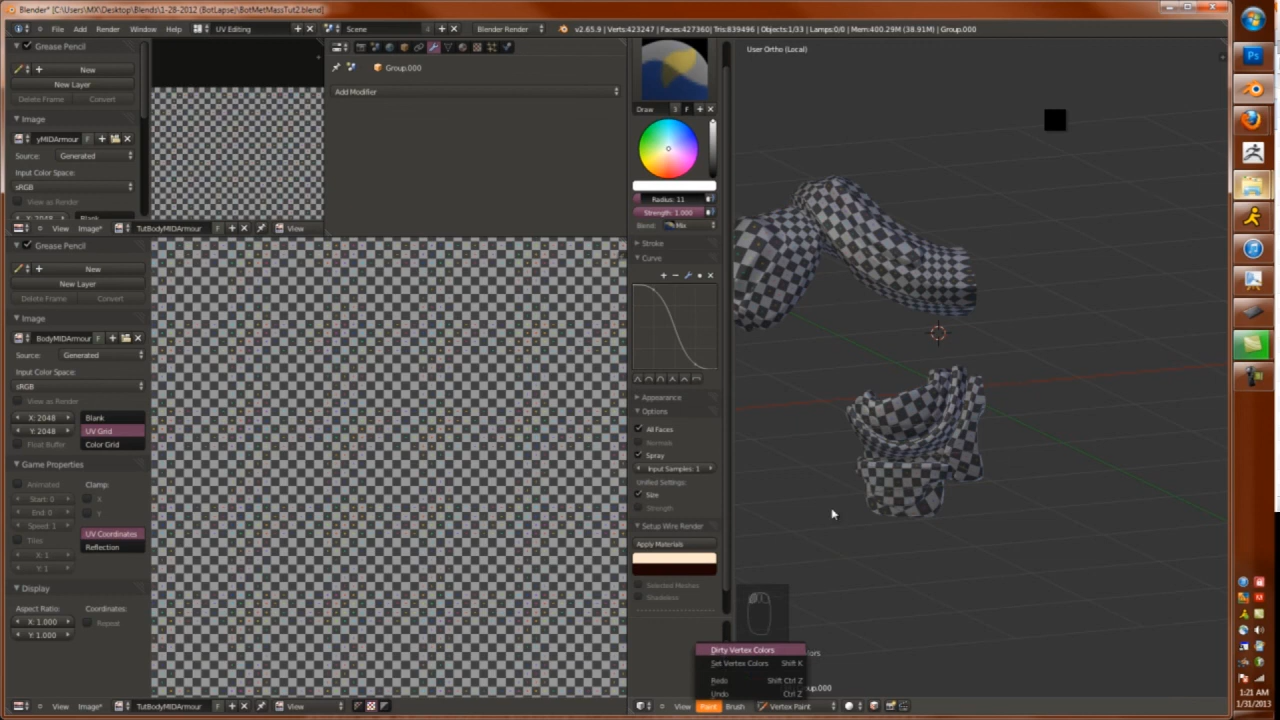 Blender* [C:\Users\MX\Desktop\Blends\1-28-2012 (BotLapse)\BotMetMassTut2.blend]
File Add Render Window Help UV Editing Scene Blender Render v2.65.9 | Verts:423247 | Faces:427360| Tris:839496 | Objects:1/33 | Lamps:0/0 | Mem:400.29M (38.91M) | Group.000
Grease Pencil
New
New Layer
Delete Frame Convert
Image
yMIDArmour F
Source: Generated
Input Color Space:
sRGB
View as Render
X: 2048 Blank
View Image* TutBodyMIDArmour F View
Grease Pencil
New
New Layer
Delete Frame Convert
Image
BodyMIDArmour F
Source: Generated
Input Color Space:
sRGB
View as Render
X: 2048 Blank
Y: 2048 UV Grid
Float Buffer Color Grid
Game Properties
Animated Clamp:
Start: 0 X
End: 0 Y
Speed: 1
Tiles UV Coordinates
X: 1 Reflection
Y: 1
Display
Aspect Ratio: Coordinates:
X: 1.000 Repeat
Y: 1.000
View Image* TutBodyMIDArmour F View
Group.000
Add Modifier
Draw 3 F
Radius: 11
Strength: 1.000
Blend: Mix
Stroke
Curve
Appearance
Options
All Faces
Normals
Spray
Input Samples: 1
Unified Settings:
Size
Strength
Setup Wire Render
Apply Materials
Selected Meshes
Shadeless
User Ortho (Local)
Dirty Vertex Colors
Set Vertex Colors Shift K
Redo Shift Ctrl Z
Undo Ctrl Z
View Paint Brush Vertex Paint
Ps
1:21 AM
1/31/2013